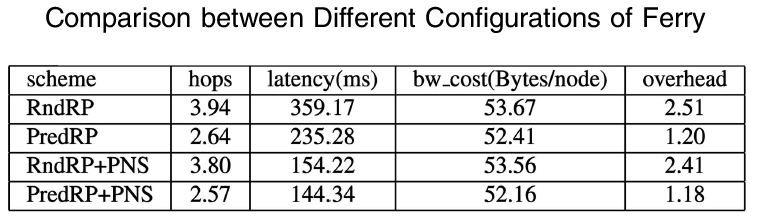 Comparison between Different Configurations of Ferry
scheme hops latency(ms) bw_cost(Bytes/node) overhead
RndRP 3.94 359.17 53.67 2.51
PredRP 2.64 235.28 52.41 1.20
RndRP+PNS 3.80 154.22 53.56 2.41
PredRP+PNS 2.57 144.34 52.16 1.18